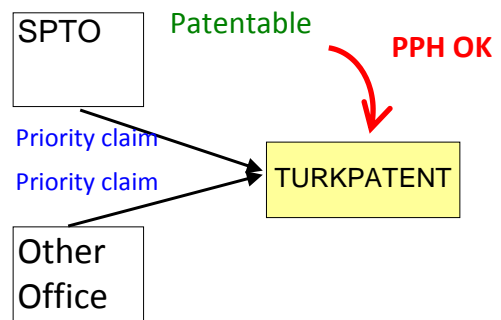 SPTO
Patentable
PPH OK
Priority claim
Priority claim
TURKPATENT
Other
Office